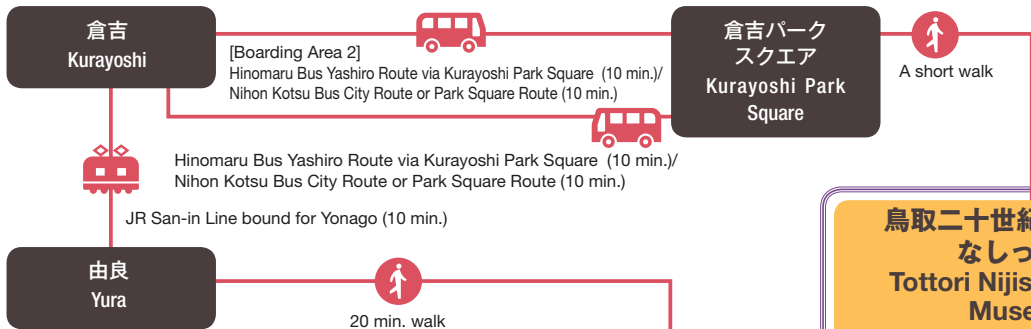 倉吉
Kurayoshi
[Boarding Area 2]
Hinomaru Bus Yashiro Route via Kurayoshi Park Square (10 min.)/
Nihon Kotsu Bus City Route or Park Square Route (10 min.)
倉吉パーク
スクエア
Kurayoshi Park
Square
A short walk
Hinomaru Bus Yashiro Route via Kurayoshi Park Square (10 min.)/
Nihon Kotsu Bus City Route or Park Square Route (10 min.)
JR San-in Line bound for Yonago (10 min.)
由良
Yura
20 min. walk
鳥取二十世紀
なしっ
Tottori Nijis
Muse